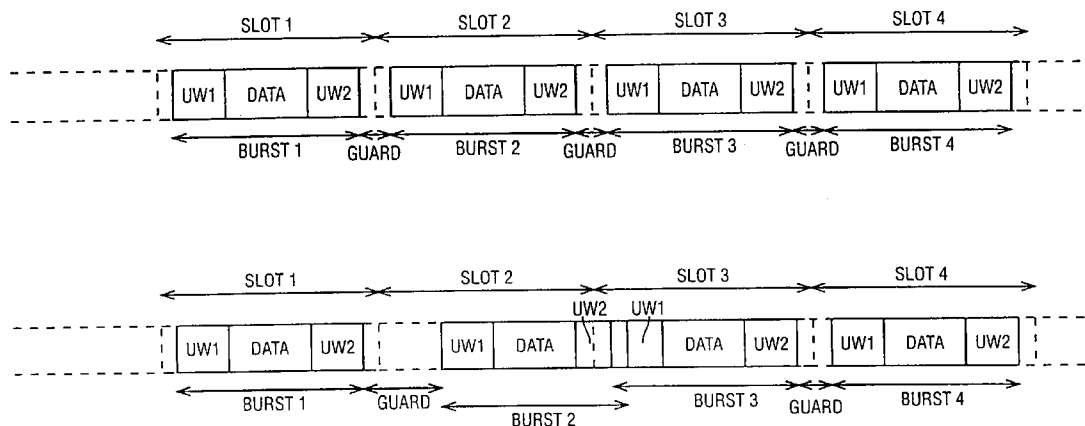 SLOT 1 SLOT 2 SLOT 3 SLOT 4
UW1 DATA UW2 UW1 DATA UW2 UW1 DATA UW2 UW1 DATA UW2
BURST 1 GUARD BURST 2 GUARD BURST 3 GUARD BURST 4
SLOT 1 SLOT 2 SLOT 3 SLOT 4
UW2 UW1
UW1 DATA UW2 UW1 DATA DATA UW2 UW1 DATA UW2
BURST 1 GUARD BURST 2 BURST 3 GUARD BURST 4